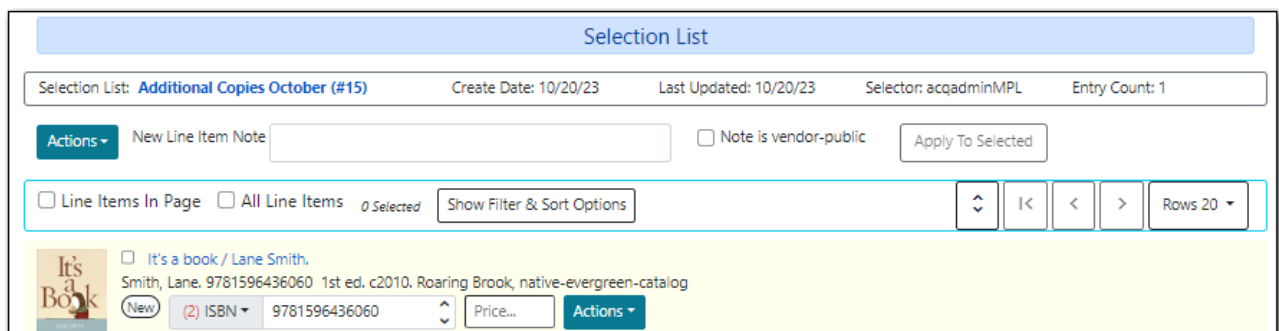 Selection List
Selection List: Additional Copies October (#15) Create Date: 10/20/23 Last Updated: 10/20/23 Selector: acqadminMPL Entry Count: 1
Actions New Line Item Note Note is vendor-public Apply To Selected
Line Items In Page All Line Items 0 Selected Show Filter & Sort Options Rows 20
It's a Book
It's a book / Lane Smith.
Smith, Lane. 9781596436060 1st ed. c2010. Roaring Brook, native-evergreen-catalog
New (2) ISBN 9781596436060 Price... Actions